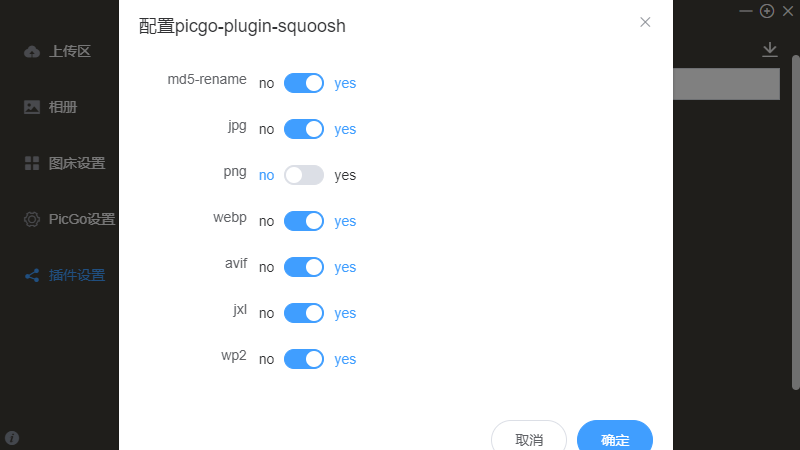 配置picgo-plugin-squoosh
上传区
相册
图床设置
PicGo设置
插件设置
md5-rename no yes
jpg no yes
png no yes
webp no yes
avif no yes
jxl no yes
wp2 no yes
取消 确定